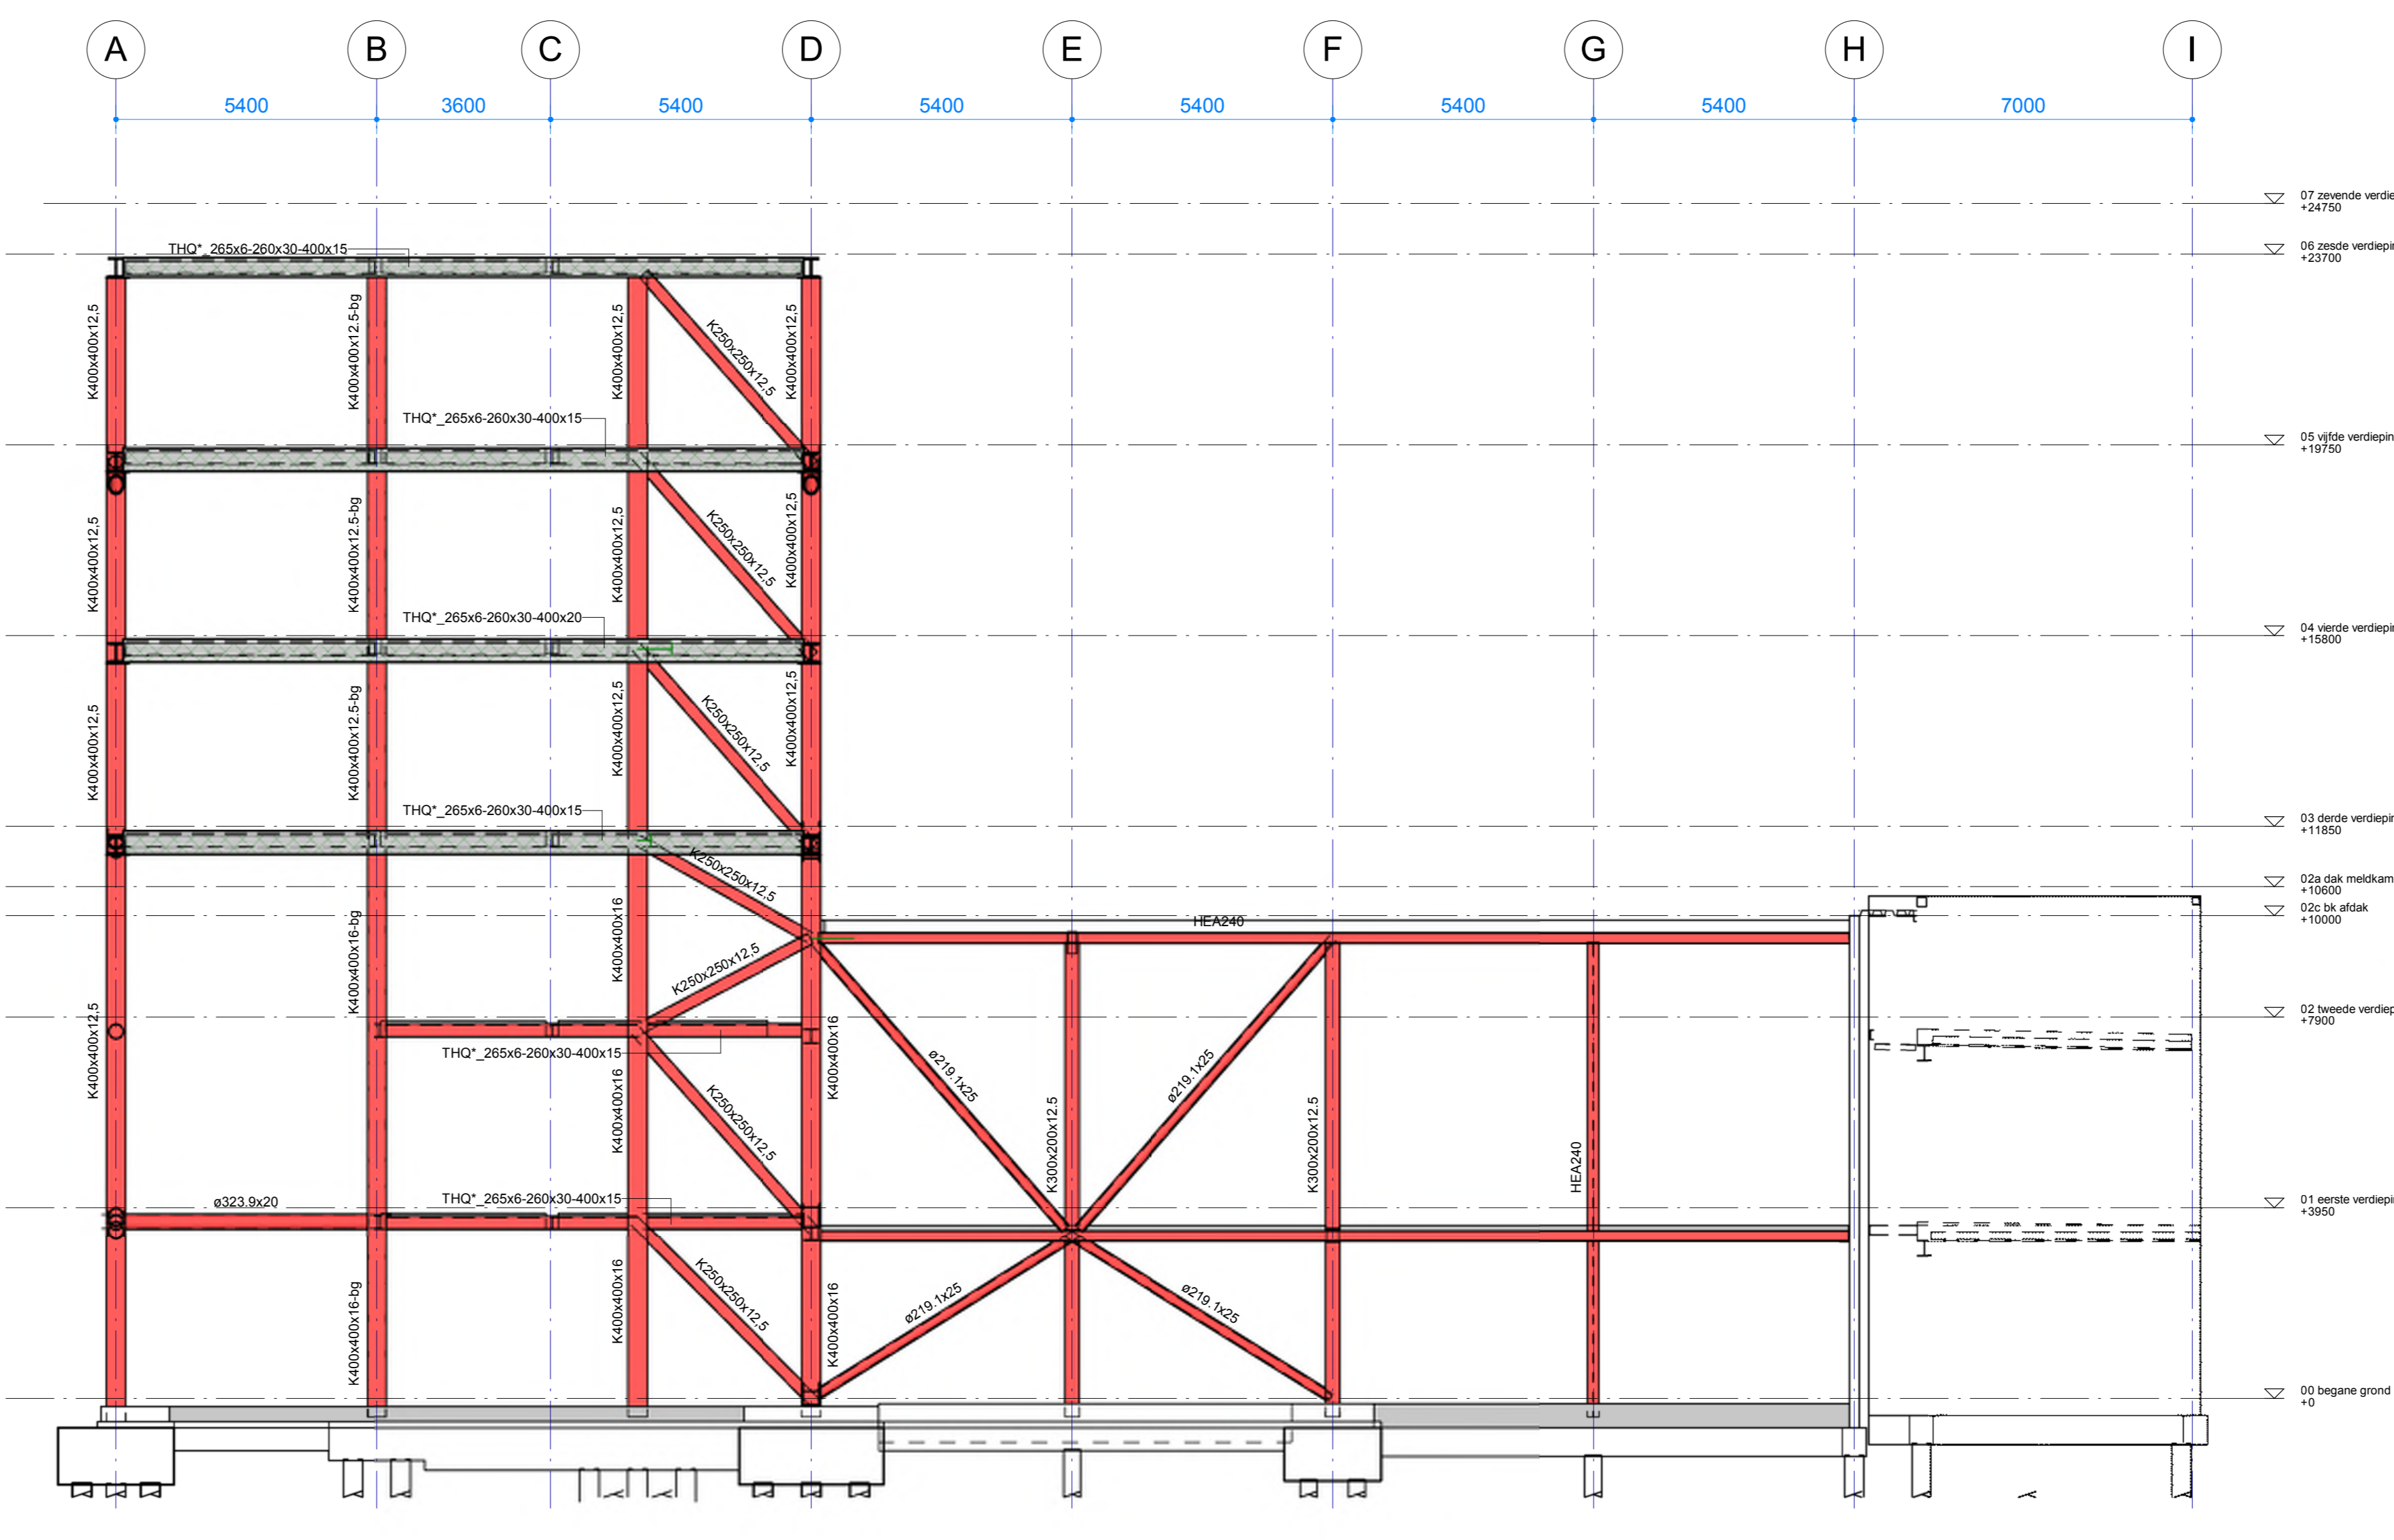 A B C D E F G H I
5400 3600 5400 5400 5400 5400 5400 7000
07 zevende verdie
+24750
06 zesde verdiepi
+23700
THQ*_265x6-260x30-400x15
K400x400x12,5
K400x400x12.5-bg
K400x400x12,5
K250x250x12,5
K400x400x12,5
THQ*_265x6-260x30-400x15
05 vijfde verdiepin
+19750
K400x400x12,5
K400x400x12.5-bg
K400x400x12,5
K250x250x12,5
K400x400x12,5
THQ*_265x6-260x30-400x20
04 vierde verdiepi
+15800
K400x400x12,5
K400x400x12.5-bg
K400x400x12,5
K250x250x12,5
K400x400x12,5
THQ*_265x6-260x30-400x15
03 derde verdiepi
+11850
K250x250x12,5
02a dak meldkam
+10600
02c bk afdak
+10000
HEA240
K400x400x16-bg
K400x400x16
K250x250x12,5
02 tweede verdiep
+7900
K400x400x12,5
THQ*_265x6-260x30-400x15
K400x400x16
K400x400x16
K250x250x12,5
ø219.1x25
K300x200x12.5
ø219.1x25
K300x200x12.5
HEA240
ø323.9x20
THQ*_265x6-260x30-400x15
01 eerste verdiepi
+3950
K400x400x16-bg
K400x400x16
K250x250x12,5
K400x400x16
ø219.1x25
ø219.1x25
00 begane grond
+0